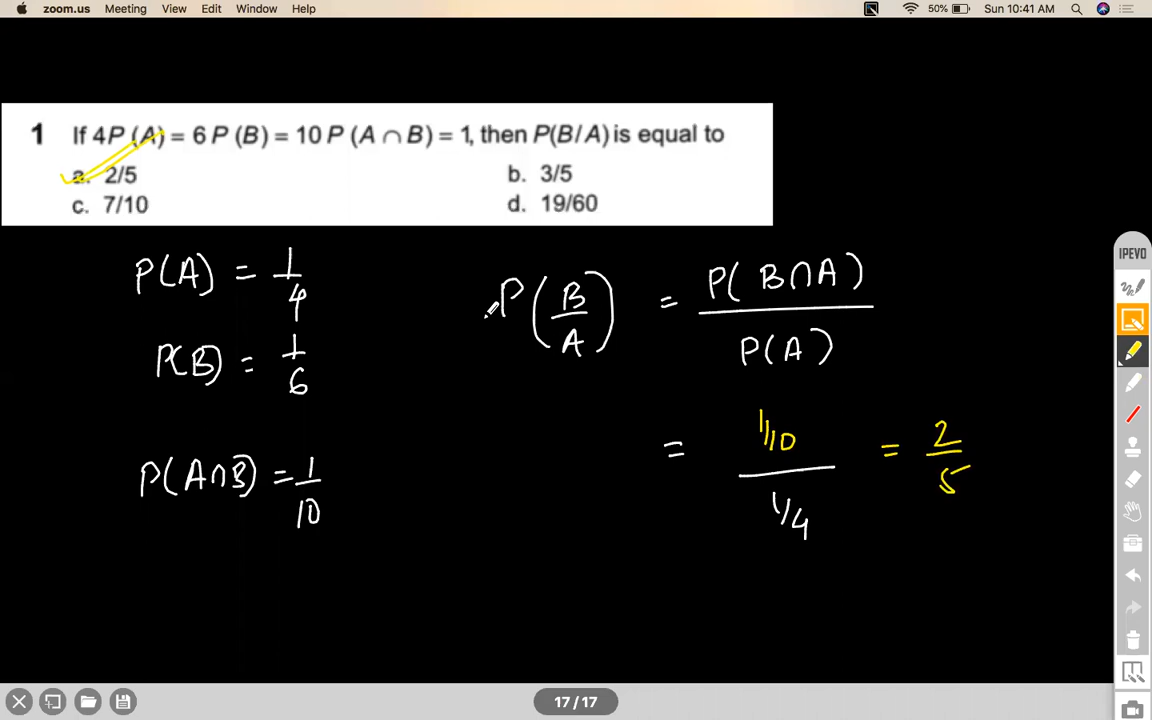 zoom.us Meeting View Edit Window Help 50% Sun 10:41 AM
1 If 4P (A) = 6 P (B) = 10 P (A ∩ B) = 1, then P(B/A) is equal to
a. 2/5 b. 3/5
c. 7/10 d. 19/60
IPEVO
P(A) = 1/4
P(B/A) = P(B∩A)/P(A)
P(B) = 1/6
= (1/10)/(1/4) = 2/5
P(A∩B) = 1/10
17/17